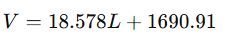 V = 18.578L + 1690.91